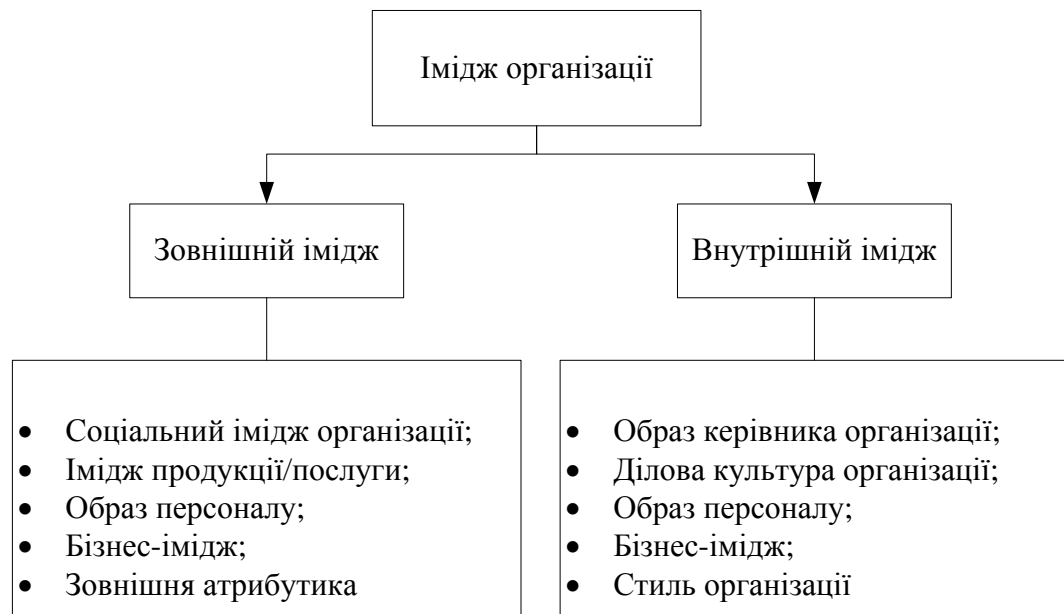 Імідж організації
Зовнішній імідж
Внутрішній імідж
• Соціальний імідж організації;
• Імідж продукції/послуги;
• Образ персоналу;
• Бізнес-імідж;
• Зовнішня атрибутика
• Образ керівника організації;
• Ділова культура організації;
• Образ персоналу;
• Бізнес-імідж;
• Стиль організації